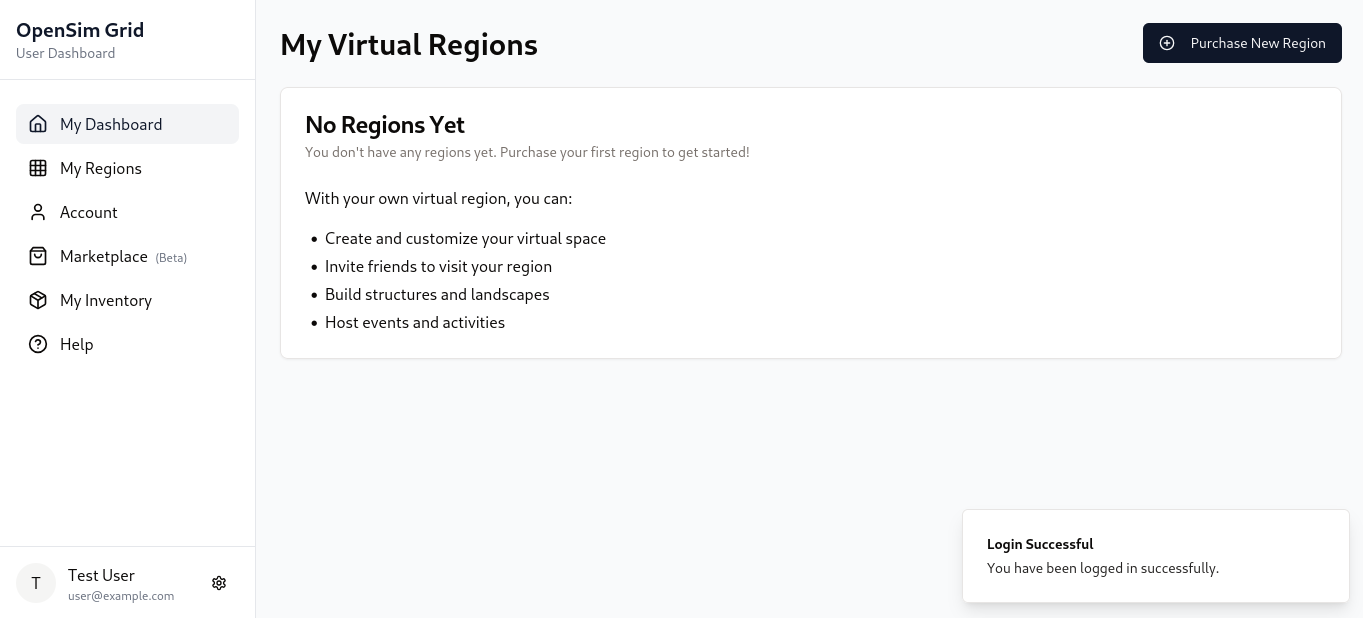 OpenSim Grid
User Dashboard
My Dashboard
My Regions
Account
Marketplace (Beta)
My Inventory
Help
T
Test User
user@example.com
My Virtual Regions
Purchase New Region
No Regions Yet
You don't have any regions yet. Purchase your first region to get started!
With your own virtual region, you can:
• Create and customize your virtual space
• Invite friends to visit your region
• Build structures and landscapes
• Host events and activities
Login Successful
You have been logged in successfully.